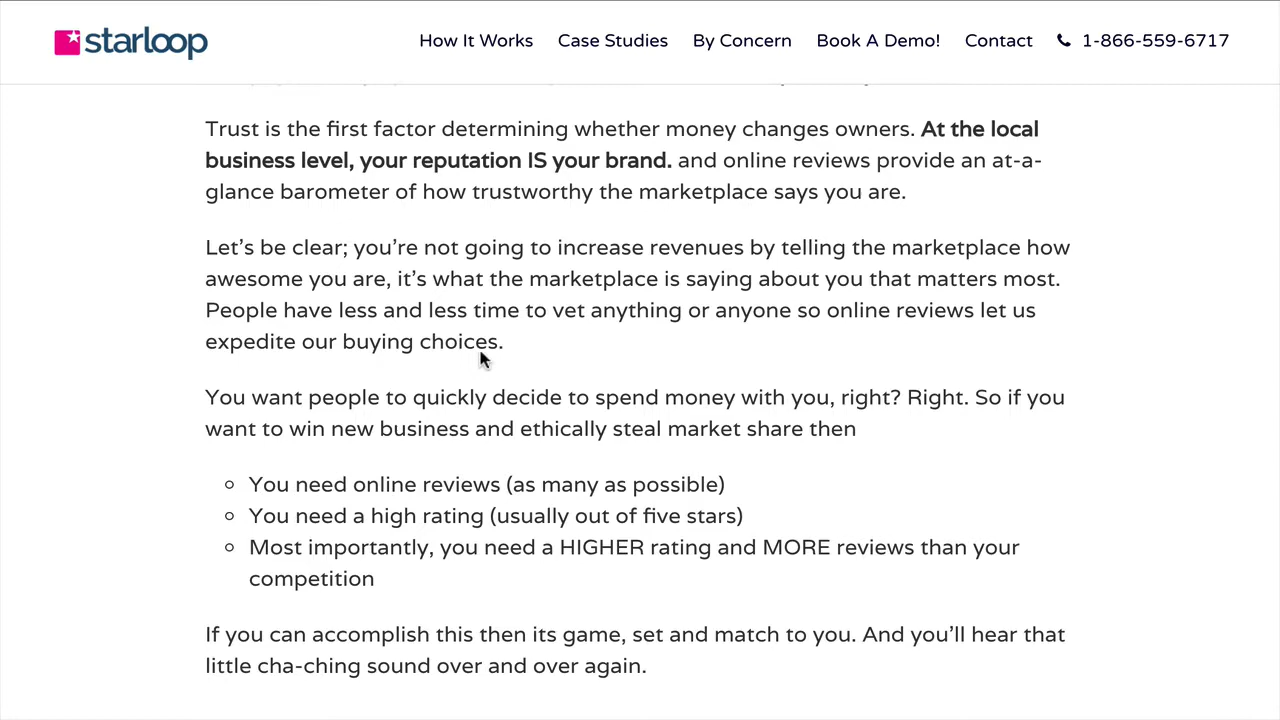 starloop
How It Works
Case Studies
By Concern
Book A Demo!
Contact
1-866-559-6717
Trust is the first factor determining whether money changes owners. At the local
business level, your reputation IS your brand. and online reviews provide an at-a-
glance barometer of how trustworthy the marketplace says you are.
Let’s be clear; you’re not going to increase revenues by telling the marketplace how
awesome you are, it’s what the marketplace is saying about you that matters most.
People have less and less time to vet anything or anyone so online reviews let us
expedite our buying choices.
You want people to quickly decide to spend money with you, right? Right. So if you
want to win new business and ethically steal market share then
You need online reviews (as many as possible)
You need a high rating (usually out of five stars)
Most importantly, you need a HIGHER rating and MORE reviews than your
competition
If you can accomplish this then its game, set and match to you. And you’ll hear that
little cha-ching sound over and over again.